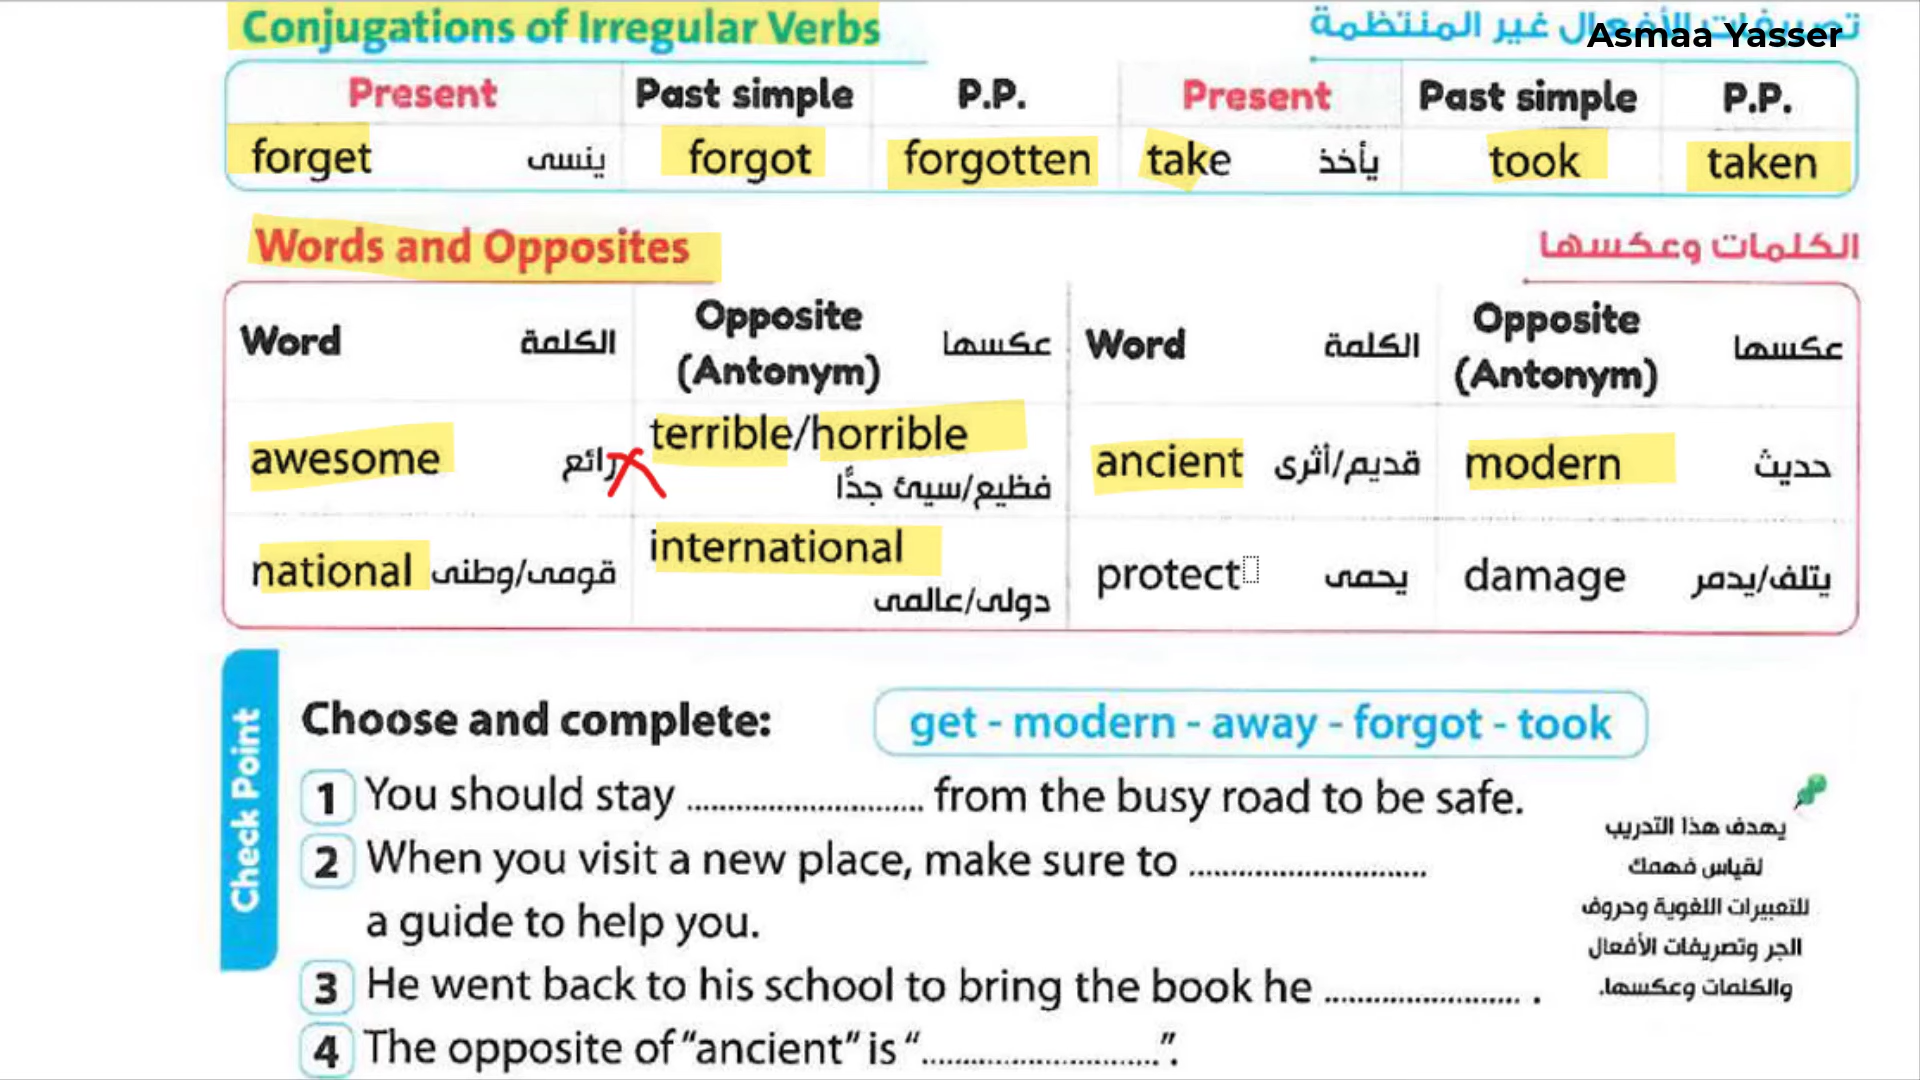 Conjugations of Irregular Verbs تصريفات الأفعال غير المنتظمة
Asmaa Yasser
Present Past simple P.P. Present Past simple P.P.
forget ينسى forgot forgotten take يأخذ took taken
Words and Opposites الكلمات وعكسها
Word الكلمة Opposite (Antonym) عكسها Word الكلمة Opposite (Antonym) عكسها
awesome رائع terrible/horrible فظيع/سيئ جدًّا ancient قديم/أثرى modern حديث
national قومى/وطنى international دولى/عالمى protect يحمى damage يتلف/يدمر
Check Point
Choose and complete:
get - modern - away - forgot - took
1 You should stay ........................... from the busy road to be safe.
2 When you visit a new place, make sure to ...........................
a guide to help you.
3 He went back to his school to bring the book he ...................... .
4 The opposite of "ancient" is "...........................".
يهدف هذا التدريب
لقياس فهمك
للتعبيرات اللغوية وحروف
الجر وتصريفات الأفعال
والكلمات وعكسها.